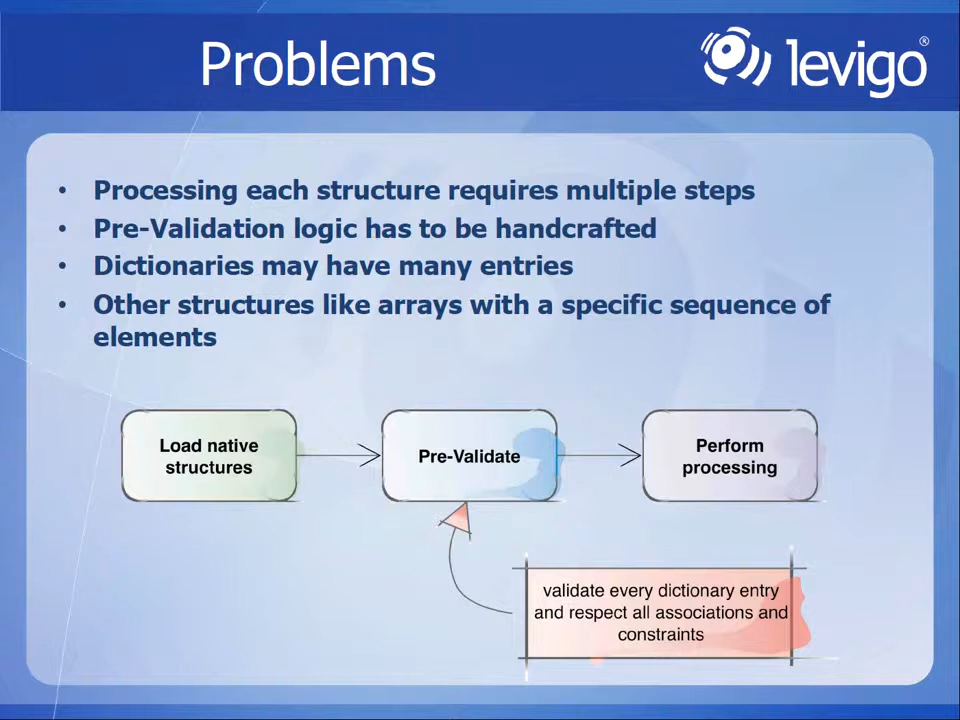 Problems
levigo®
• Processing each structure requires multiple steps
• Pre-Validation logic has to be handcrafted
• Dictionaries may have many entries
• Other structures like arrays with a specific sequence of
elements
Load native
structures
Pre-Validate
Perform
processing
validate every dictionary entry
and respect all associations and
constraints